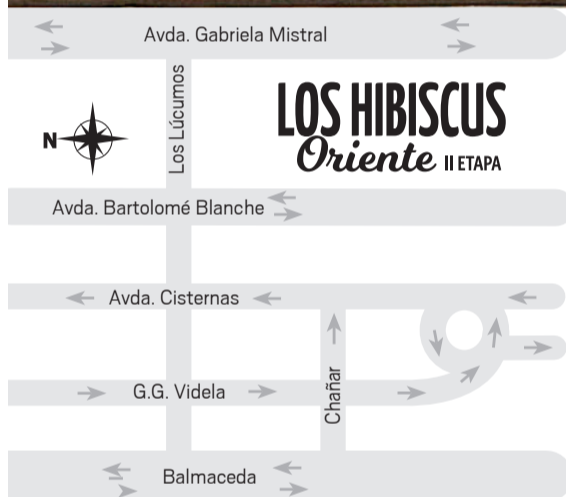 Avda. Gabriela Mistral
Los Lúcumos
LOS HIBISCUS
Oriente II ETAPA
N
Avda. Bartolomé Blanche
Avda. Cisternas
G.G. Videla
Chañar
Balmaceda